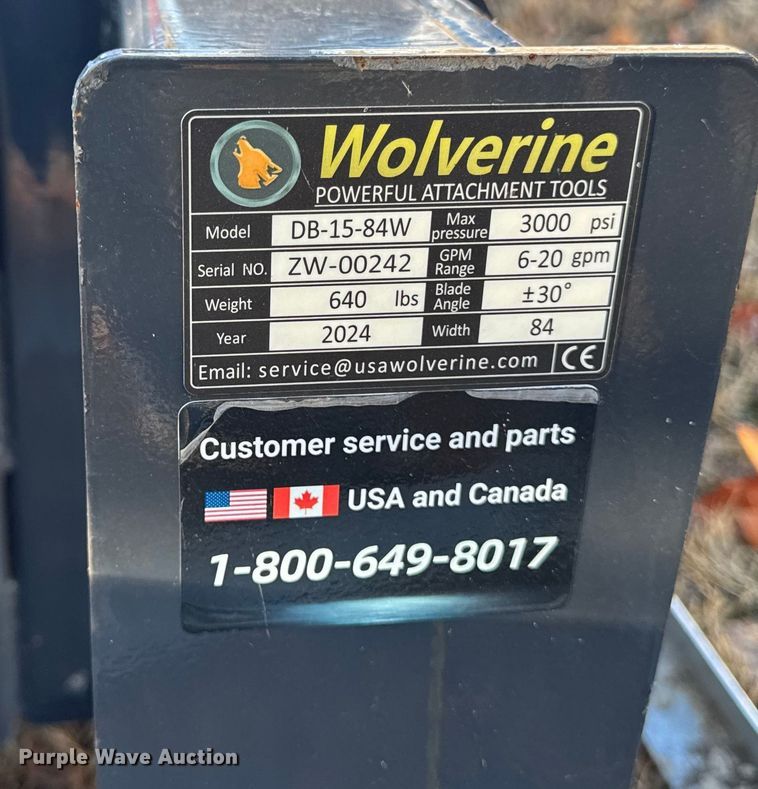 Wolverine
POWERFUL ATTACHMENT TOOLS
Model DB-15-84W Max pressure 3000 psi
Serial NO. ZW-00242 GPM Range 6-20 gpm
Weight 640 lbs Blade Angle ±30°
Year 2024 Width 84
Email: service@usawolverine.com CE
Customer service and parts
USA and Canada
1-800-649-8017
Purple Wave Auction